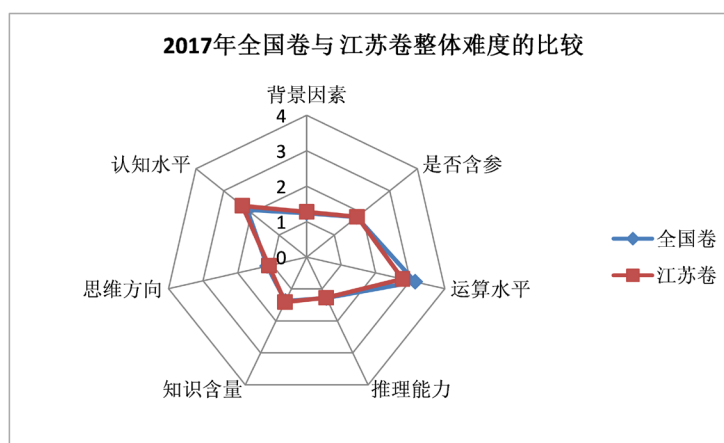 2017年全国卷与江苏卷整体难度的比较
背景因素
4
3
2
1
0
认知水平
是否含参
思维方向
运算水平
知识含量
推理能力
全国卷
江苏卷